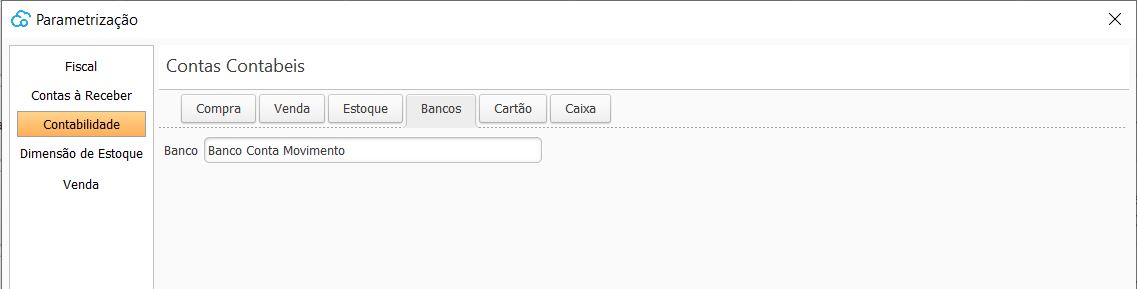 Parametrização
Fiscal
Contas à Receber
Contabilidade
Dimensão de Estoque
Venda
Contas Contabeis
Compra Venda Estoque Bancos Cartão Caixa
Banco Banco Conta Movimento